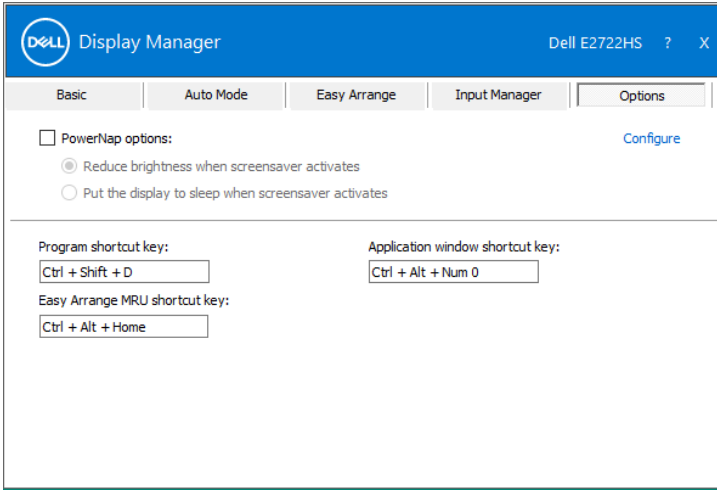 DELL Display Manager Dell E2722HS ? X
Basic Auto Mode Easy Arrange Input Manager Options
PowerNap options: Configure
Reduce brightness when screensaver activates
Put the display to sleep when screensaver activates
Program shortcut key: Application window shortcut key:
Ctrl + Shift + D Ctrl + Alt + Num 0
Easy Arrange MRU shortcut key:
Ctrl + Alt + Home